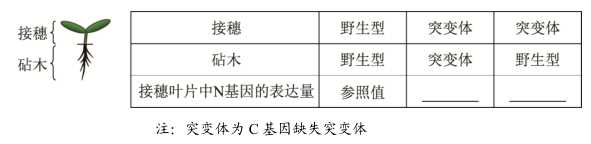 接穗 野生型 突变体 突变体
接穗
砧木
砧木 野生型 突变体 野生型
接穗叶片中N基因的表达量 参照值
注：突变体为C基因缺失突变体